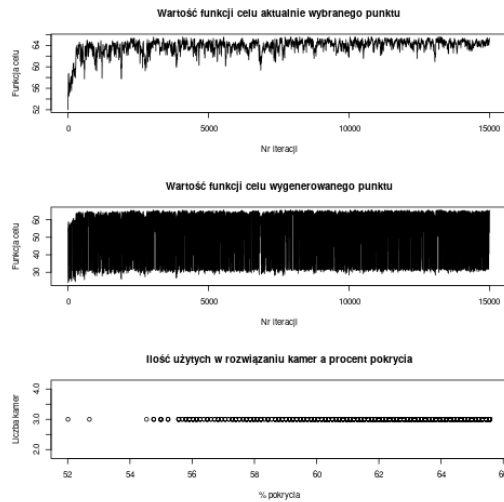 Wartość funkcji celu aktualnie wybranego punktu
Funkcja celu
52 56 60 64
0 5000 10000 15000
Nr iteracji
Wartość funkcji celu wygenerowanego punktu
Funkcja celu
30 40 50 60
0 5000 10000 15000
Nr iteracji
Ilość użytych w rozwiązaniu kamer a procent pokrycia
Liczba kamer
2.0 3.0 4.0
52 54 56 58 60 62 64 66
% pokrycia